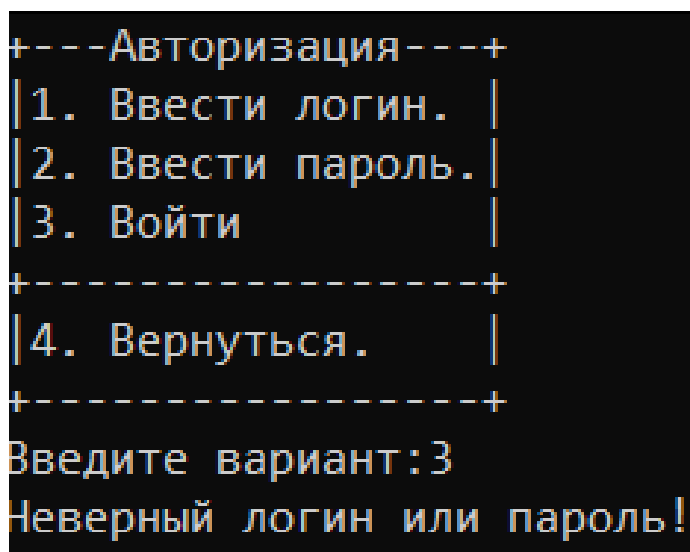 +---Авторизация---+
|1. Ввести логин. |
|2. Ввести пароль.|
|3. Войти         |
+-----------------+
|4. Вернуться.    |
+-----------------+
Введите вариант:3
Неверный логин или пароль!